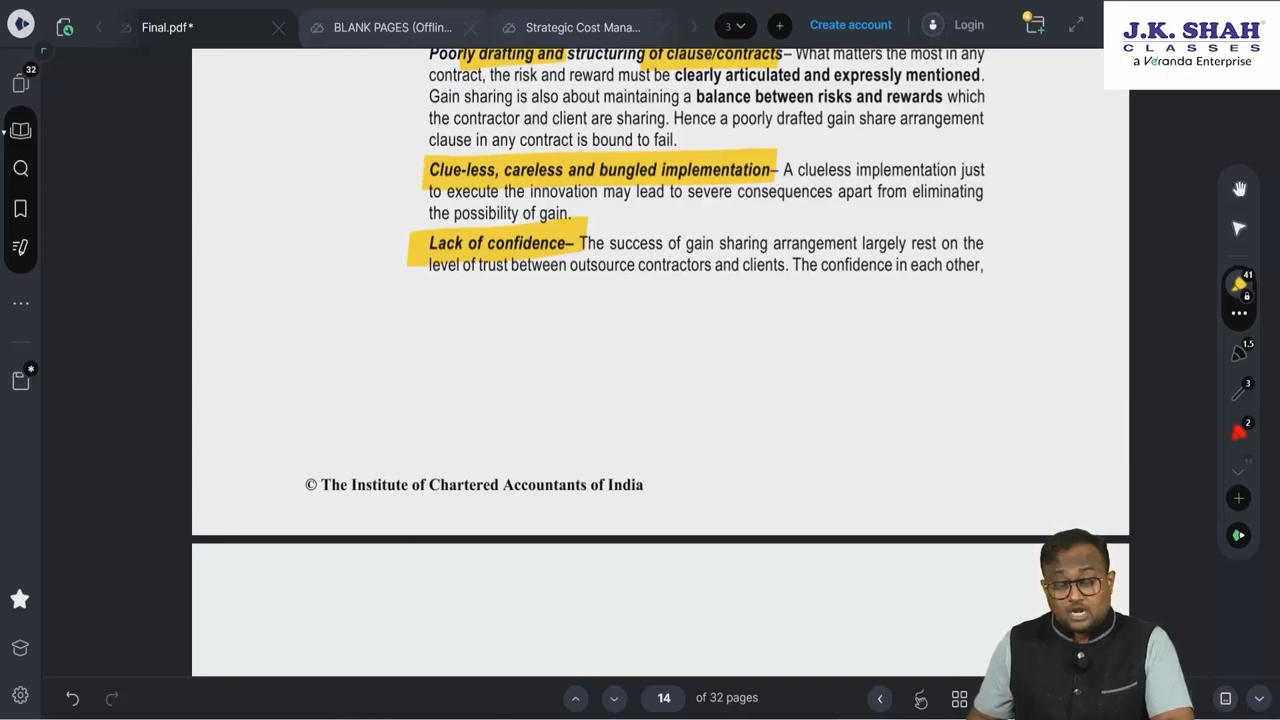 Final.pdf*
BLANK PAGES (Offlin...
Strategic Cost Mana...
3
Create account
Login
J.K. SHAH
CLASSES
a Veranda Enterprise
32
Poorly drafting and structuring of clause/contracts– What matters the most in any
contract, the risk and reward must be clearly articulated and expressly mentioned.
Gain sharing is also about maintaining a balance between risks and rewards which
the contractor and client are sharing. Hence a poorly drafted gain share arrangement
clause in any contract is bound to fail.
Clue-less, careless and bungled implementation– A clueless implementation just
to execute the innovation may lead to severe consequences apart from eliminating
the possibility of gain.
Lack of confidence– The success of gain sharing arrangement largely rest on the
level of trust between outsource contractors and clients. The confidence in each other,
41
1.5
3
2
© The Institute of Chartered Accountants of India
14 of 32 pages